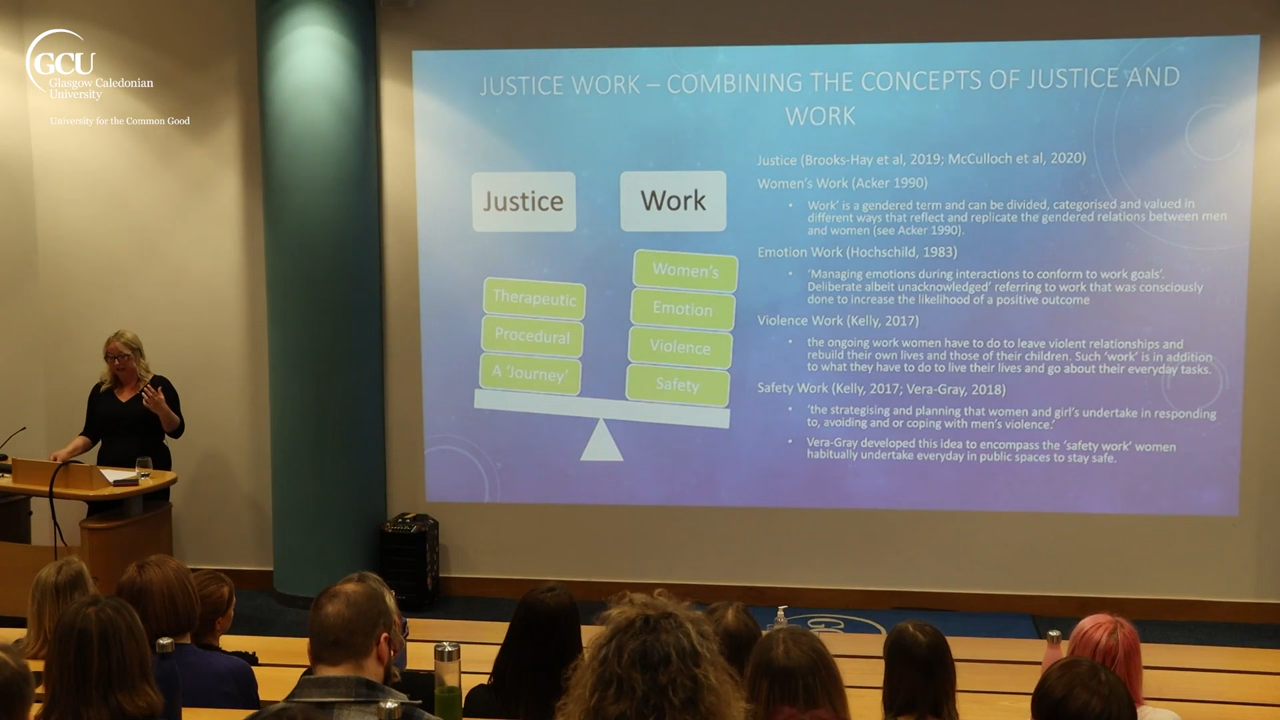 GCU
Glasgow Caledonian
University
University for the Common Good
JUSTICE WORK – COMBINING THE CONCEPTS OF JUSTICE AND
WORK
Justice
Work
Therapeutic
Procedural
A 'Journey'
Women's
Emotion
Violence
Safety
Justice (Brooks-Hay et al, 2019; McCulloch et al, 2020)
Women's Work (Acker 1990)
• Work' is a gendered term and can be divided, categorised and valued in
different ways that reflect and replicate the gendered relations between men
and women (see Acker 1990).
Emotion Work (Hochschild, 1983)
• 'Managing emotions during interactions to conform to work goals'.
Deliberate albeit unacknowledged' referring to work that was consciously
done to increase the likelihood of a positive outcome
Violence Work (Kelly, 2017)
• the ongoing work women have to do to leave violent relationships and
rebuild their own lives and those of their children. Such 'work' is in addition
to what they have to do to live their lives and go about their everyday tasks.
Safety Work (Kelly, 2017; Vera-Gray, 2018)
• 'the strategising and planning that women and girl's undertake in responding
to, avoiding and or coping with men's violence.'
• Vera-Gray developed this idea to encompass the 'safety work' women
habitually undertake everyday in public spaces to stay safe.